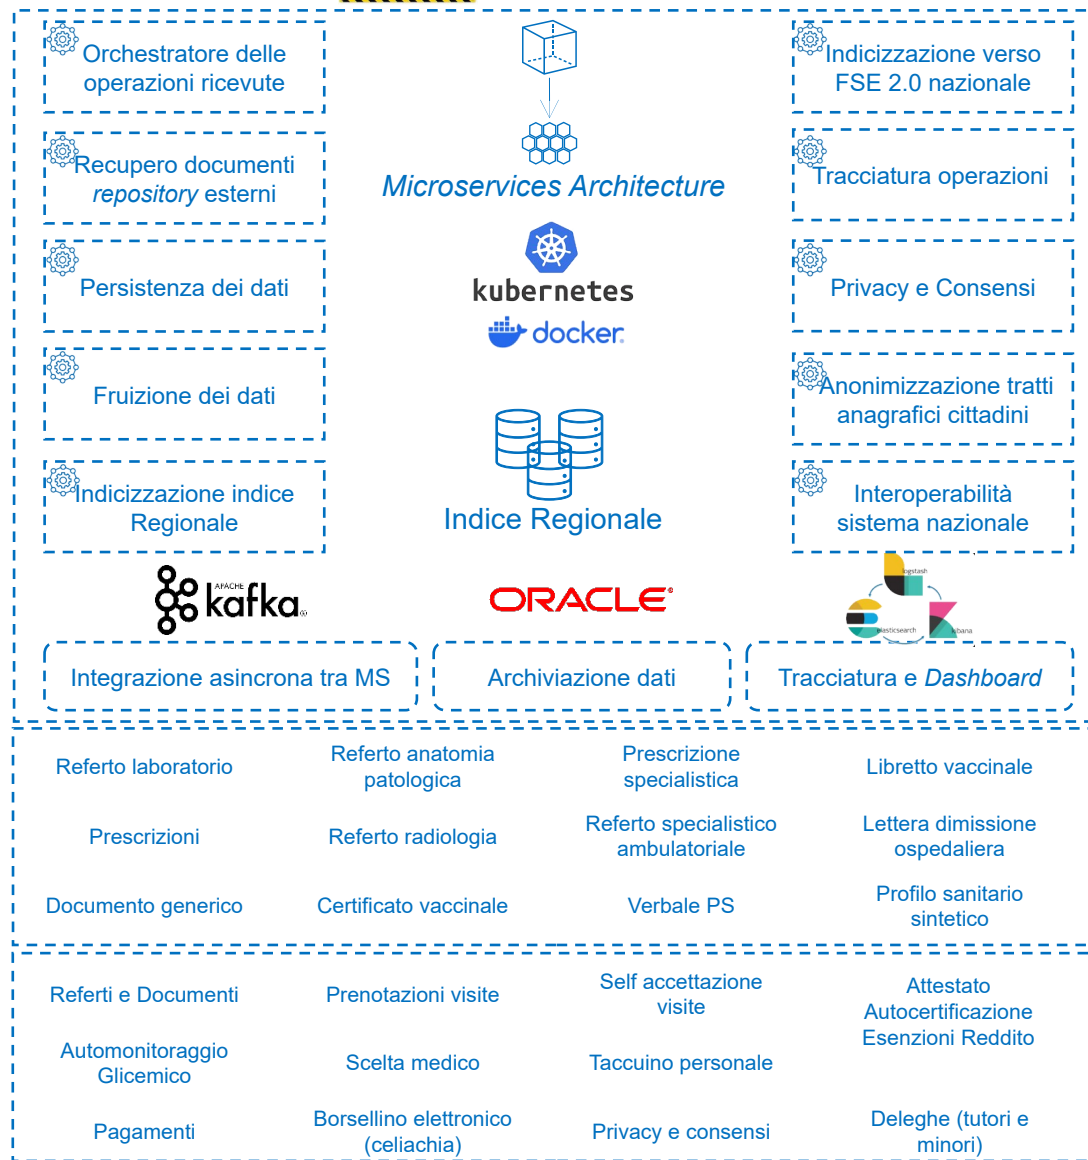 Orchestratore delle
operazioni ricevute
Recupero documenti
repository esterni
Persistenza dei dati
Fruizione dei dati
Indicizzazione indice
Regionale
Microservices Architecture
kubernetes
docker
Indice Regionale
Indicizzazione verso
FSE 2.0 nazionale
Tracciatura operazioni
Privacy e Consensi
Anonimizzazione tratti
anagrafici cittadini
Interoperabilità
sistema nazionale
APACHE
kafka®
ORACLE®
logstash
elasticsearch
kibana
Integrazione asincrona tra MS
Archiviazione dati
Tracciatura e Dashboard
Referto laboratorio
Referto anatomia
patologica
Prescrizione
specialistica
Libretto vaccinale
Prescrizioni
Referto radiologia
Referto specialistico
ambulatoriale
Lettera dimissione
ospedaliera
Documento generico
Certificato vaccinale
Verbale PS
Profilo sanitario
sintetico
Referti e Documenti
Prenotazioni visite
Self accettazione
visite
Attestato
Autocertificazione
Esenzioni Reddito
Automonitoraggio
Glicemico
Scelta medico
Taccuino personale
Pagamenti
Borsellino elettronico
(celiachia)
Privacy e consensi
Deleghe (tutori e
minori)